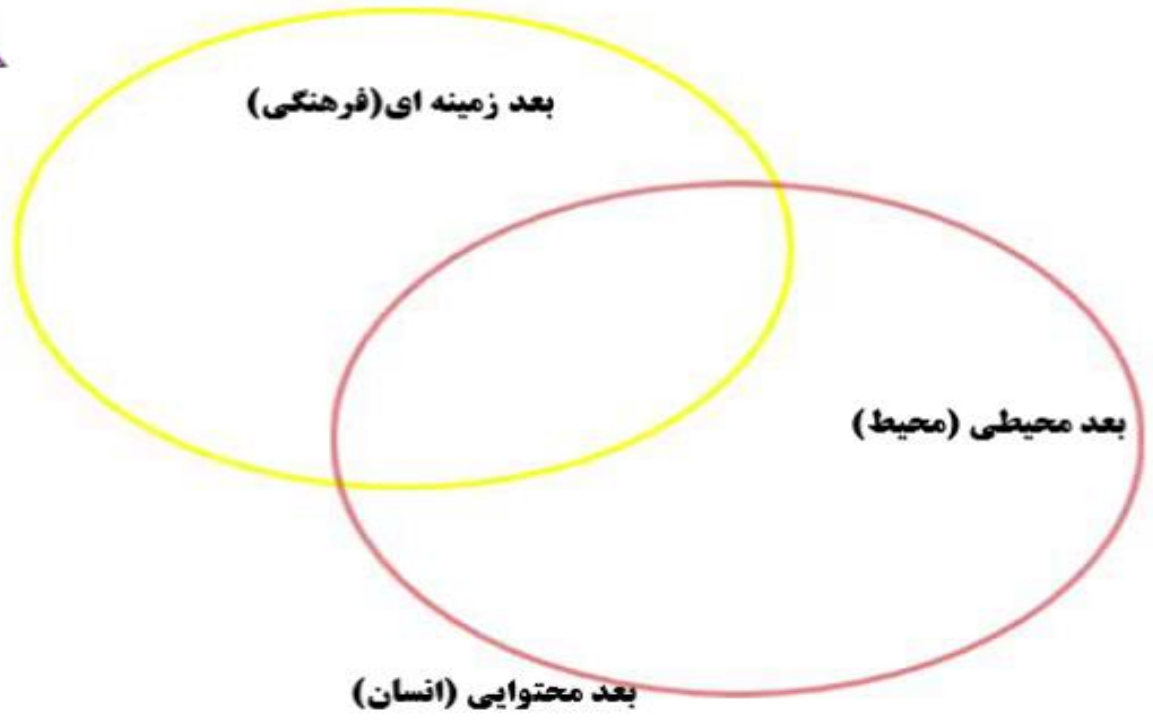 بعد زمینه ای(فرهنگی)
بعد محیطی (محیط)
بعد محتوایی (انسان)